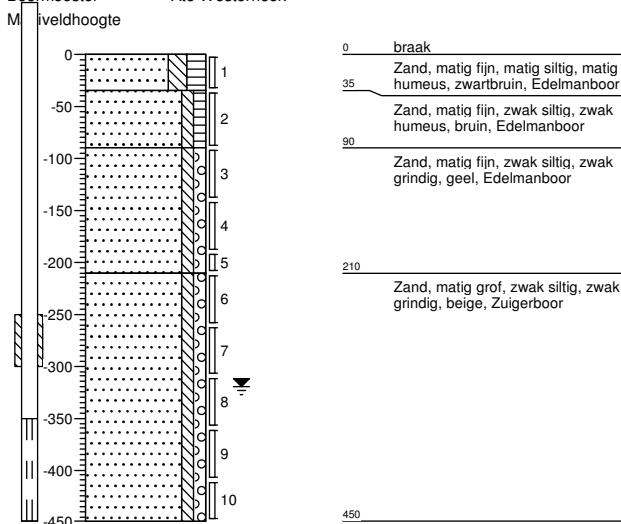 Maaiveldhoogte
0
-50
-100
-150
-200
-250
-300
-350
-400
-450
1
2
3
4
5
6
7
8
9
10
0 braak
Zand, matig fijn, matig siltig, matig
humeus, zwartbruin, Edelmanboor
35
Zand, matig fijn, zwak siltig, zwak
humeus, bruin, Edelmanboor
90
Zand, matig fijn, zwak siltig, zwak
grindig, geel, Edelmanboor
210
Zand, matig grof, zwak siltig, zwak
grindig, beige, Zuigerboor
450